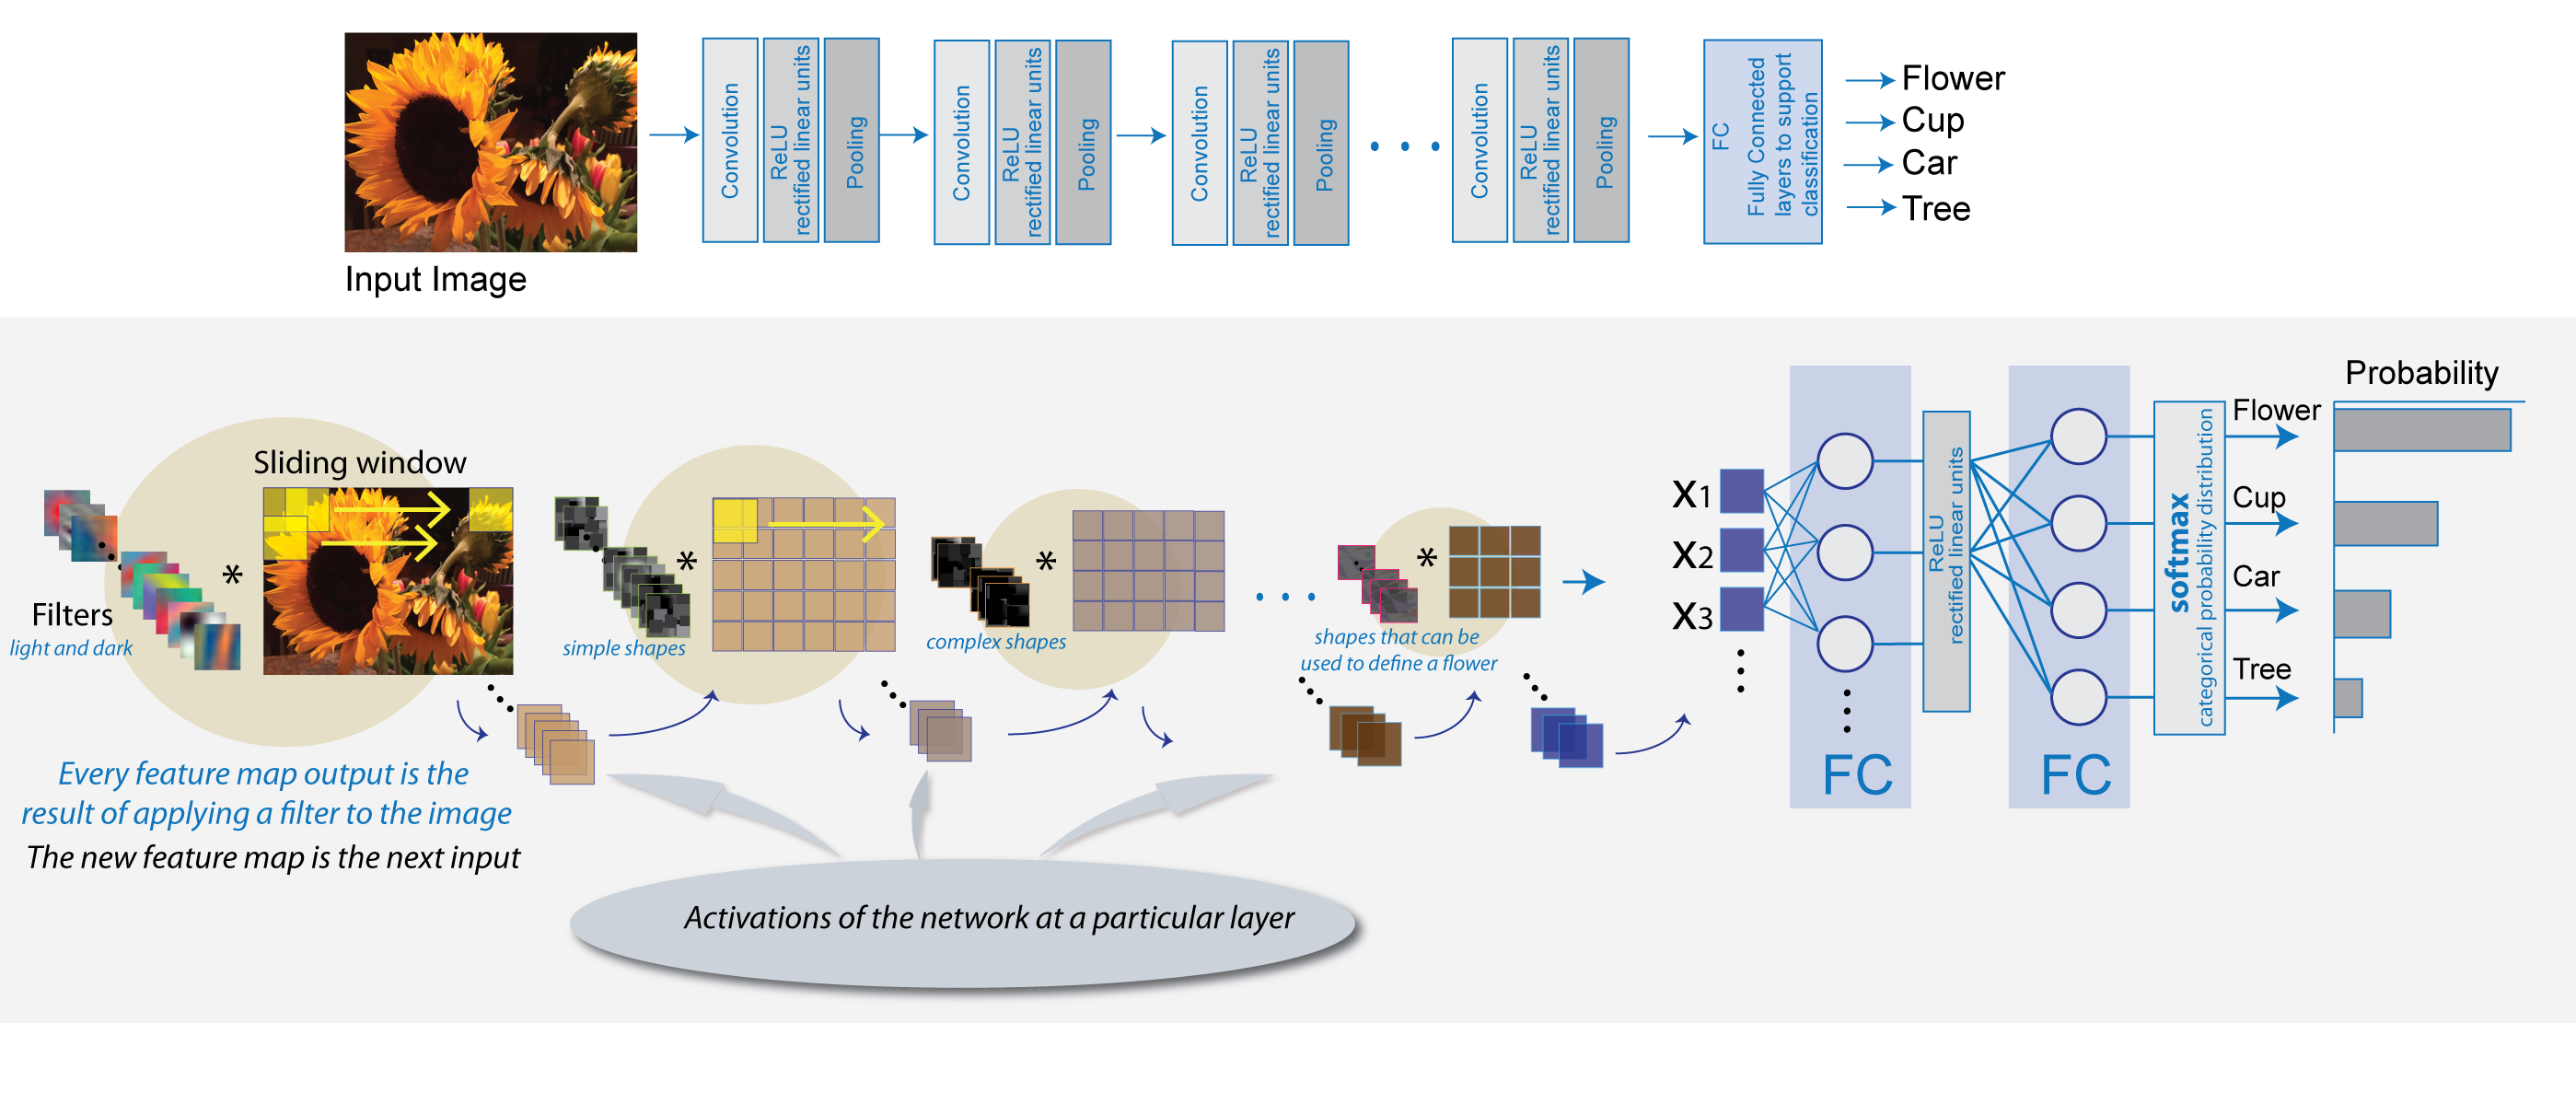 Input Image
Convolution
ReLU
rectified linear units
Pooling
Convolution
ReLU
rectified linear units
Pooling
Convolution
ReLU
rectified linear units
Pooling
Convolution
ReLU
rectified linear units
Pooling
FC
Fully Connected
layers to support
classification
Flower
Cup
Car
Tree
Sliding window
*
Filters
light and dark
*
simple shapes
*
complex shapes
*
shapes that can be
used to define a flower
Every feature map output is the
result of applying a filter to the image
The new feature map is the next input
Activations of the network at a particular layer
X1
X2
X3
FC
ReLU
rectified linear units
FC
softmax
categorical probability distribution
Probability
Flower
Cup
Car
Tree